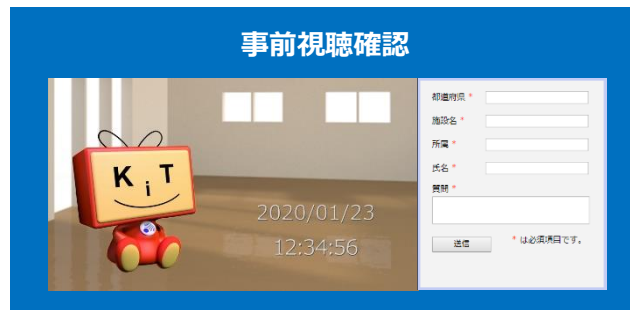 事前視聴確認
KiT
2020/01/23
12:34:56
都道府県 *
施設名 *
所属 *
氏名 *
質問 *
送信
* は必須項目です。